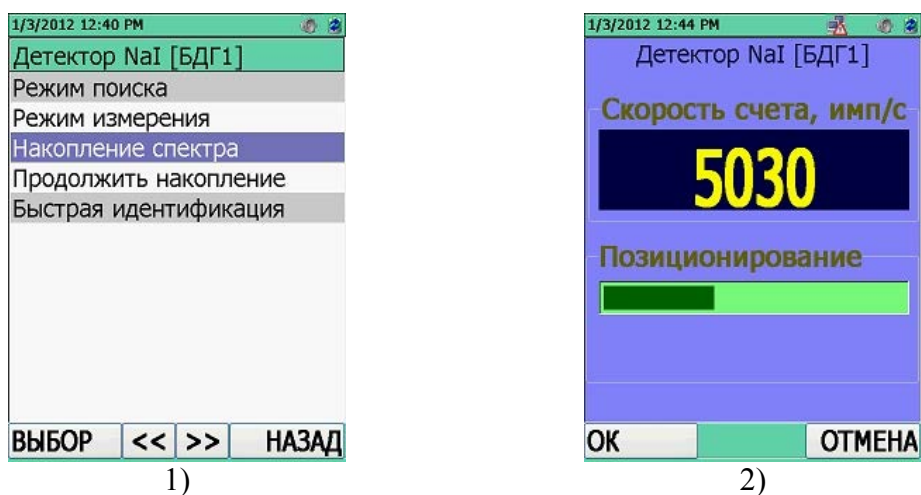 1/3/2012 12:40 PM
Детектор NaI [БДГ1]
Режим поиска
Режим измерения
Накопление спектра
Продолжить накопление
Быстрая идентификация
ВЫБОР << >> НАЗАД
1)
1/3/2012 12:44 PM
Детектор NaI [БДГ1]
Скорость счета, имп/с
5030
Позиционирование
ОК ОТМЕНА
2)